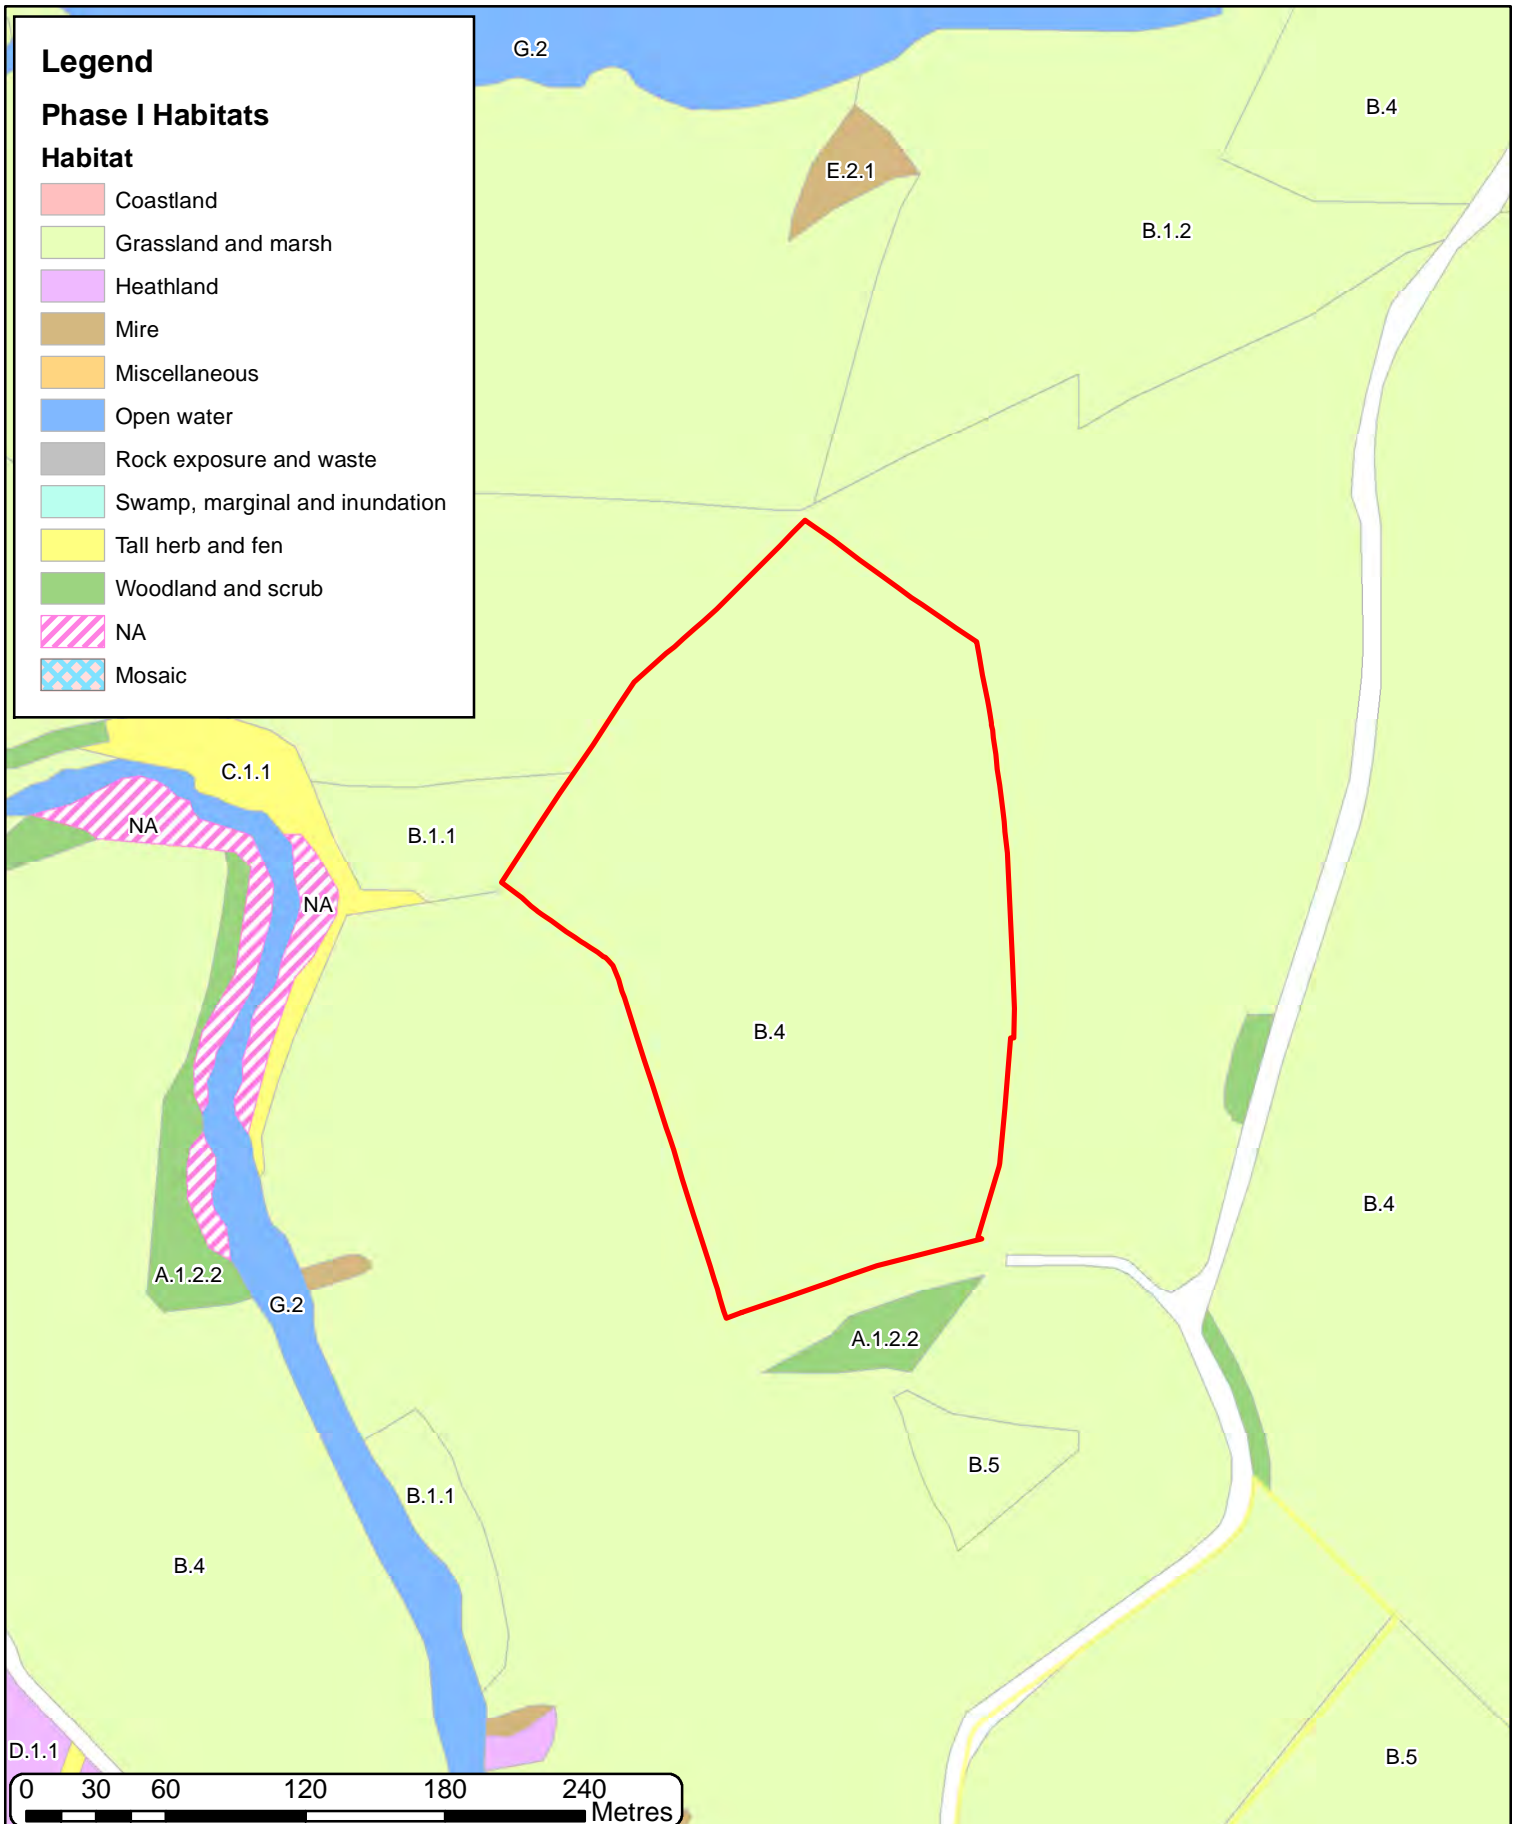 Legend
Phase I Habitats
Habitat
Coastland
Grassland and marsh
Heathland
Mire
Miscellaneous
Open water
Rock exposure and waste
Swamp, marginal and inundation
Tall herb and fen
Woodland and scrub
NA
Mosaic
G.2
B.4
E.2.1
B.1.2
C.1.1
NA
B.1.1
NA
B.4
B.4
A.1.2.2
G.2
A.1.2.2
B.5
B.1.1
B.4
D.1.1
B.5
0 30 60 120 180 240
Metres